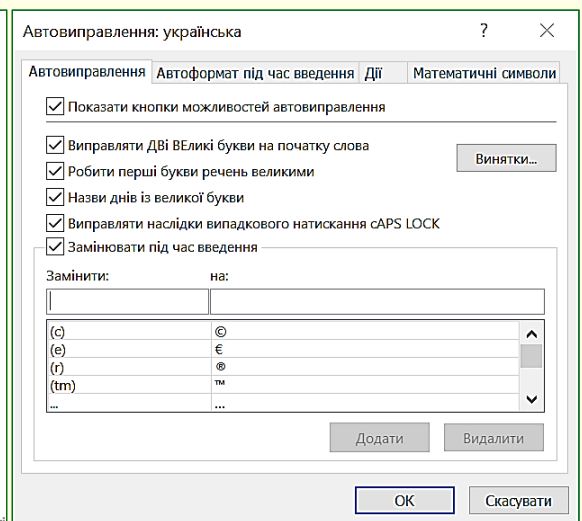 Автовиправлення: українська ? ×
Автовиправлення Автоформат під час введення Дії Математичні символи
Показати кнопки можливостей автовиправлення
Виправляти ДВі ВЕликі букви на початку слова
Винятки...
Робити перші букви речень великими
Назви днів із великої букви
Виправляти наслідки випадкового натискання cAPS LOCK
Замінювати під час введення
Замінити: на:
(c) ©
(e) €
(r) ®
(tm) ™
... ...
Додати Видалити
ОК Скасувати